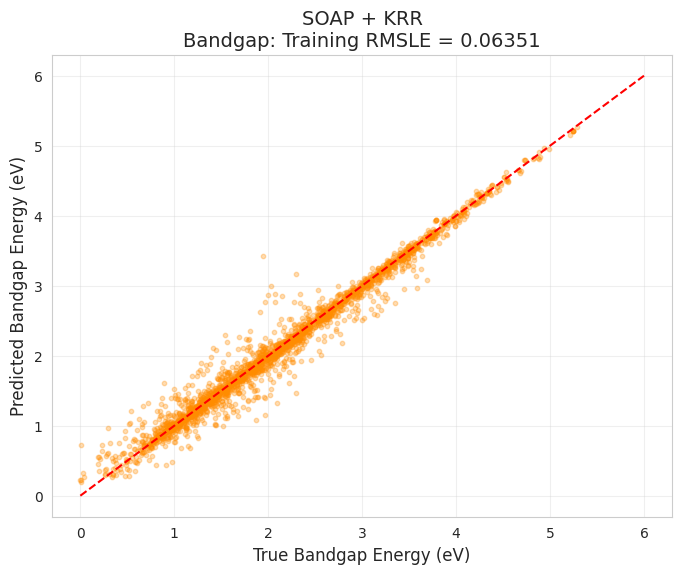 SOAP + KRR
Bandgap: Training RMSLE = 0.06351
Predicted Bandgap Energy (eV)
6
5
4
3
2
1
0
0 1 2 3 4 5 6
True Bandgap Energy (eV)